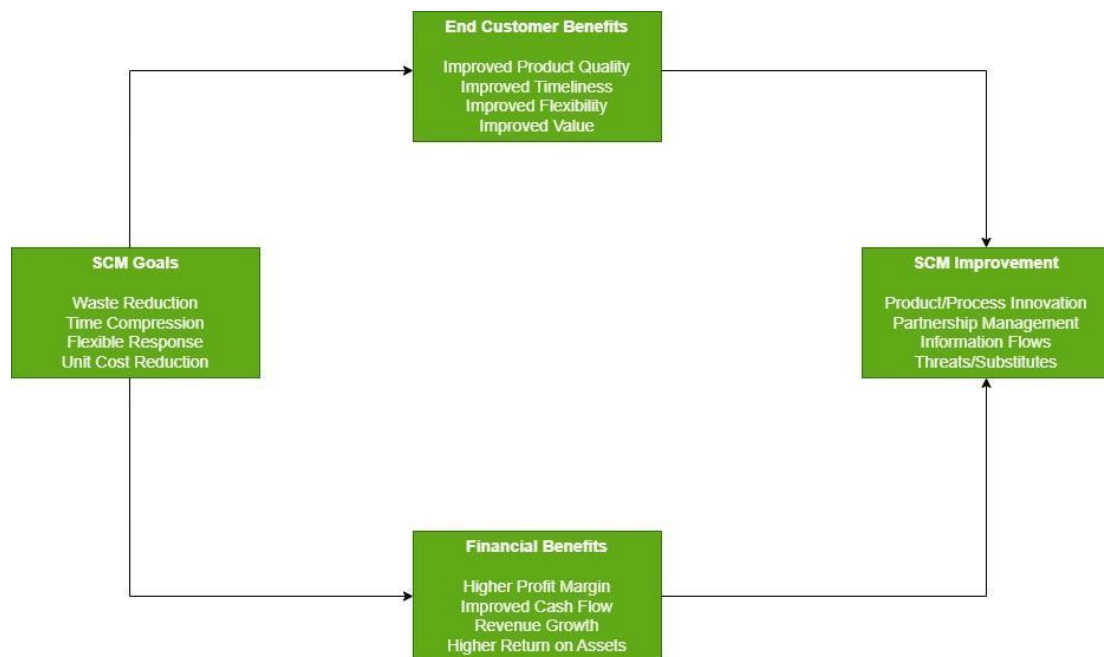 End Customer Benefits
Improved Product Quality
Improved Timeliness
Improved Flexibility
Improved Value
SCM Goals
Waste Reduction
Time Compression
Flexible Response
Unit Cost Reduction
SCM Improvement
Product/Process Innovation
Partnership Management
Information Flows
Threats/Substitutes
Financial Benefits
Higher Profit Margin
Improved Cash Flow
Revenue Growth
Higher Return on Assets